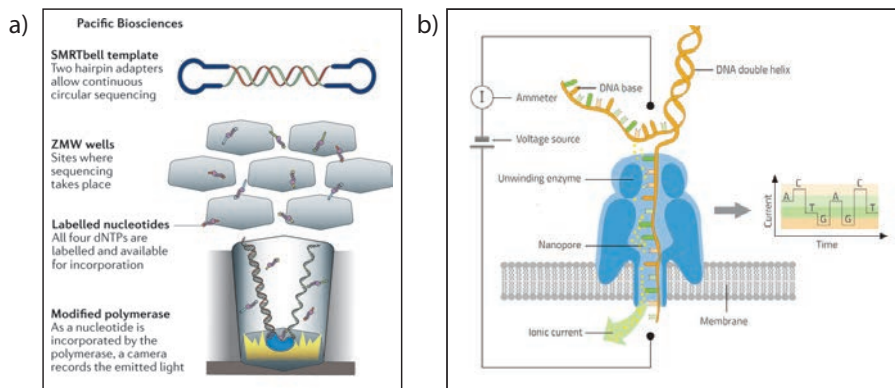 a)
Pacific Biosciences
SMRTbell template
Two hairpin adapters
allow continuous
circular sequencing
ZMW wells
Sites where
sequencing
takes place
Labelled nucleotides
All four dNTPs are
labelled and available
for incorporation
Modified polymerase
As a nucleotide is
incorporated by the
polymerase, a camera
records the emitted light
b)
DNA double helix
DNA base
I
Ammeter
Voltage source
Unwinding enzyme
Nanopore
Membrane
Ionic current
Current
A C T G A G C T
Time